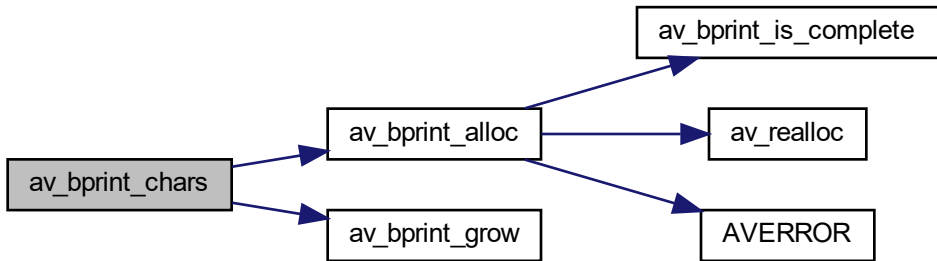 av_bprint_chars
av_bprint_alloc
av_bprint_grow
av_bprint_is_complete
av_realloc
AVERROR